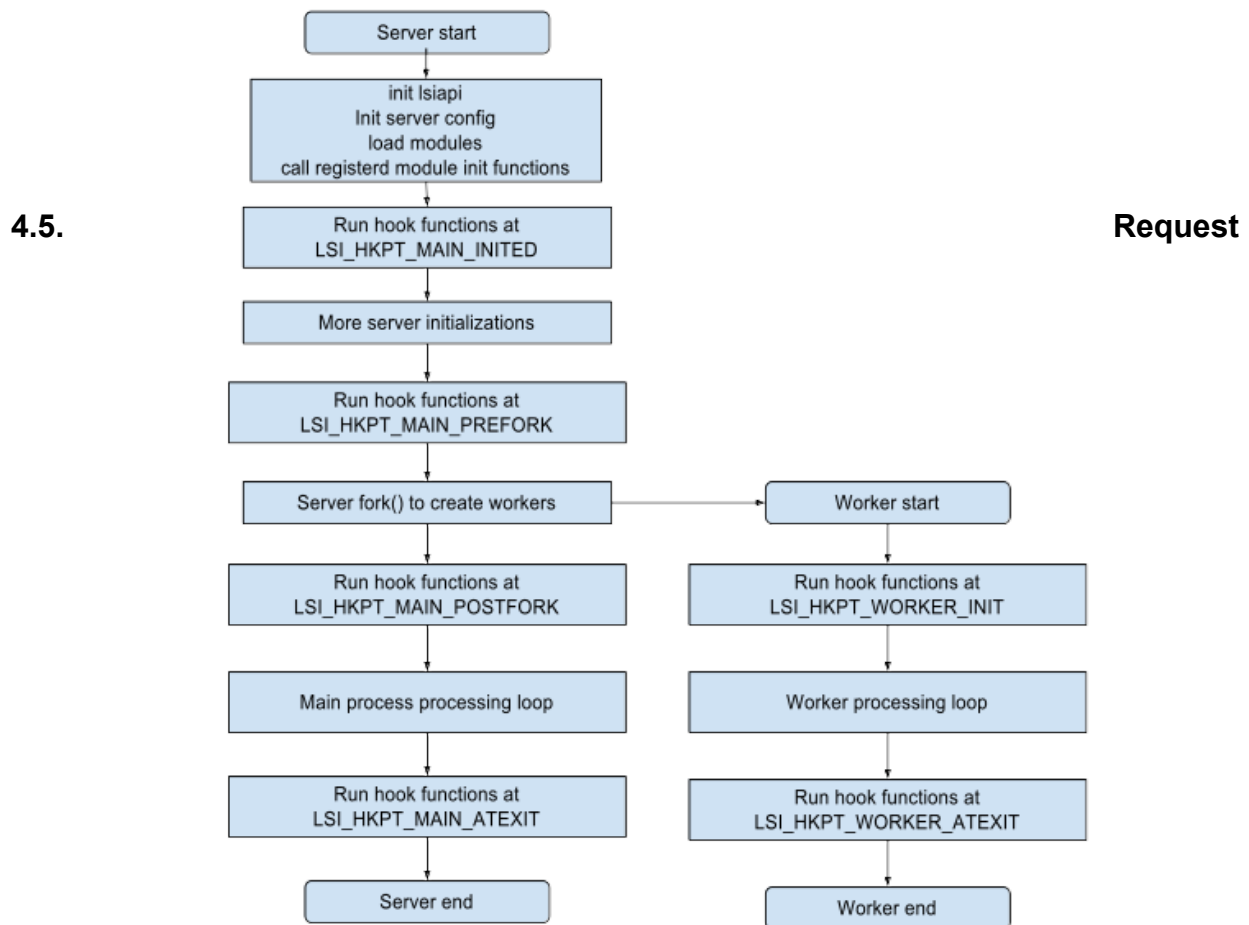 Server start
init lsiapi
Init server config
load modules
call registerd module init functions
4.5.
Request
Run hook functions at
LSI_HKPT_MAIN_INITED
More server initializations
Run hook functions at
LSI_HKPT_MAIN_PREFORK
Server fork() to create workers
Worker start
Run hook functions at
LSI_HKPT_MAIN_POSTFORK
Run hook functions at
LSI_HKPT_WORKER_INIT
Main process processing loop
Worker processing loop
Run hook functions at
LSI_HKPT_MAIN_ATEXIT
Run hook functions at
LSI_HKPT_WORKER_ATEXIT
Server end
Worker end